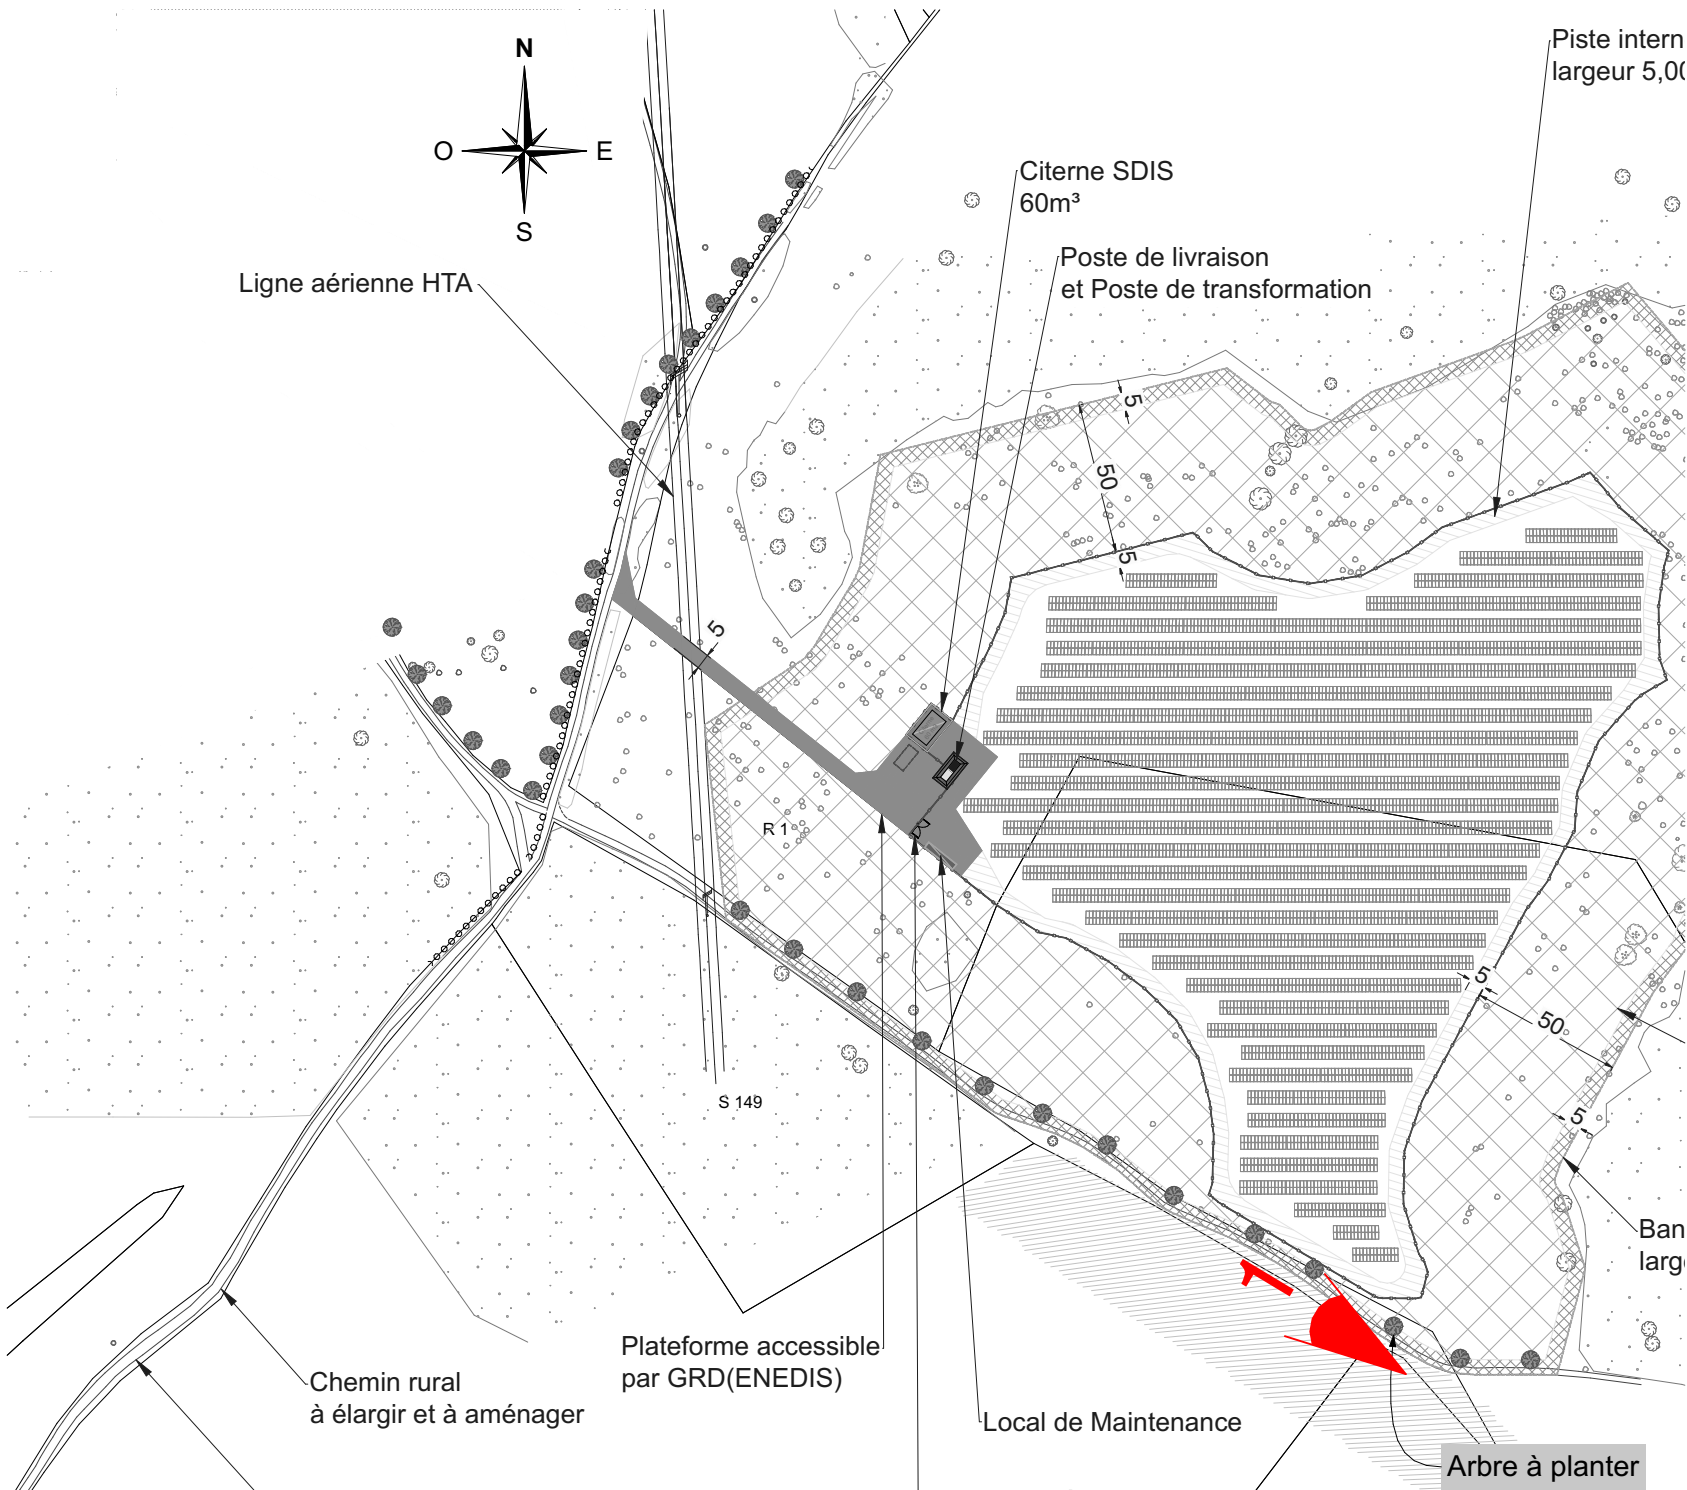 Piste intern
largeur 5,00
N
O
E
S
Citerne SDIS
60m³
Poste de livraison
et Poste de transformation
Ligne aérienne HTA
5
50
5
5
R 1
5
50
5
S 149
Ban
larg
Plateforme accessible
par GRD(ENEDIS)
Chemin rural
à élargir et à aménager
Local de Maintenance
Arbre à planter